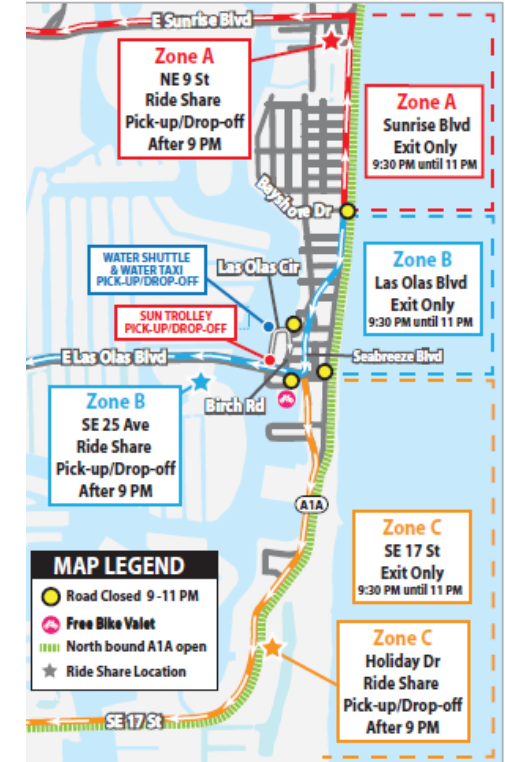 E Sunrise Blvd
Zone A
NE 9 St
Ride Share
Pick-up/Drop-off
After 9 PM
Zone A
Sunrise Blvd
Exit Only
9:30 PM until 11 PM
Bayshore Dr
WATER SHUTTLE
& WATER TAXI
PICK-UP/DROP-OFF
Las Olas Cir
Zone B
Las Olas Blvd
Exit Only
9:30 PM until 11 PM
SUN TROLLEY
PICK-UP/DROP-OFF
E Las Olas Blvd
Seabreeze Blvd
Birch Rd
Zone B
SE 25 Ave
Ride Share
Pick-up/Drop-off
After 9 PM
A1A
Zone C
SE 17 St
Exit Only
9:30 PM until 11 PM
MAP LEGEND
Road Closed 9 -11 PM
Free Bike Valet
North bound A1A open
Ride Share Location
Zone C
Holiday Dr
Ride Share
Pick-up/Drop-off
After 9 PM
SE 17 St